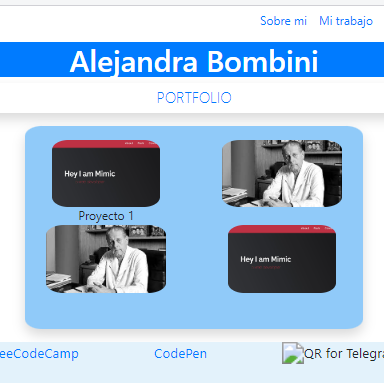 Sobre mi Mi trabajo
Alejandra Bombini
PORTFOLIO
Hey I am Mimic
Proyecto 1
Hey I am Mimic
eeCodeCamp CodePen QR for Telegra